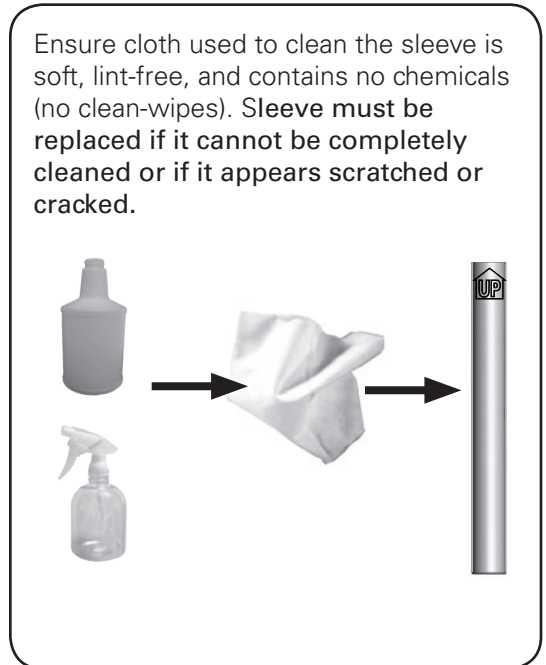 Ensure cloth used to clean the sleeve is
soft, lint-free, and contains no chemicals
(no clean-wipes). Sleeve must be
replaced if it cannot be completely
cleaned or if it appears scratched or
cracked.
UP